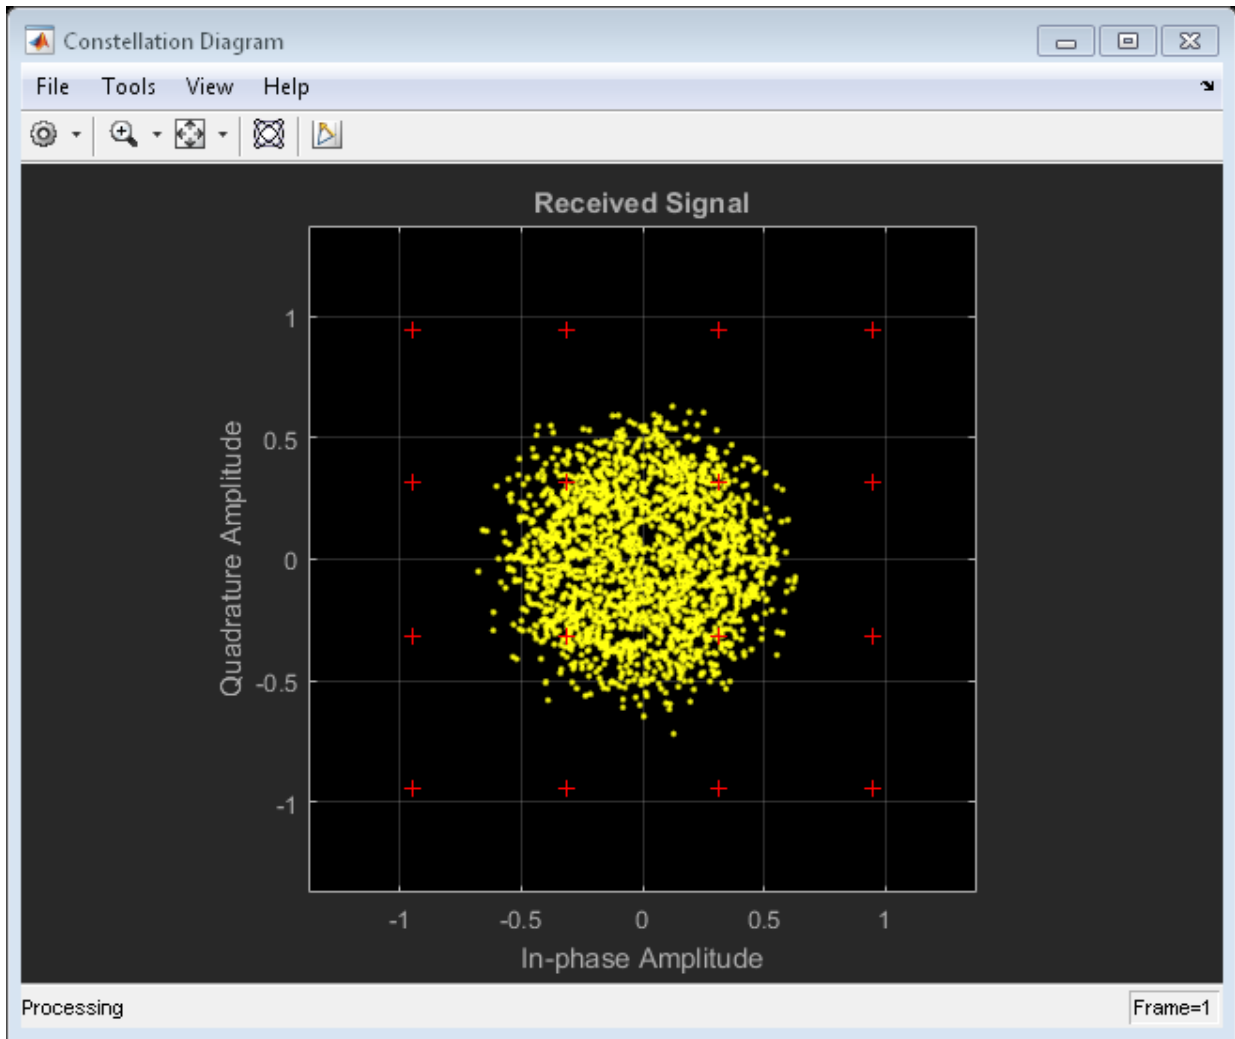 Constellation Diagram
File Tools View Help
Received Signal
Quadrature Amplitude
1
0.5
0
-0.5
-1
-1 -0.5 0 0.5 1
In-phase Amplitude
Processing Frame=1